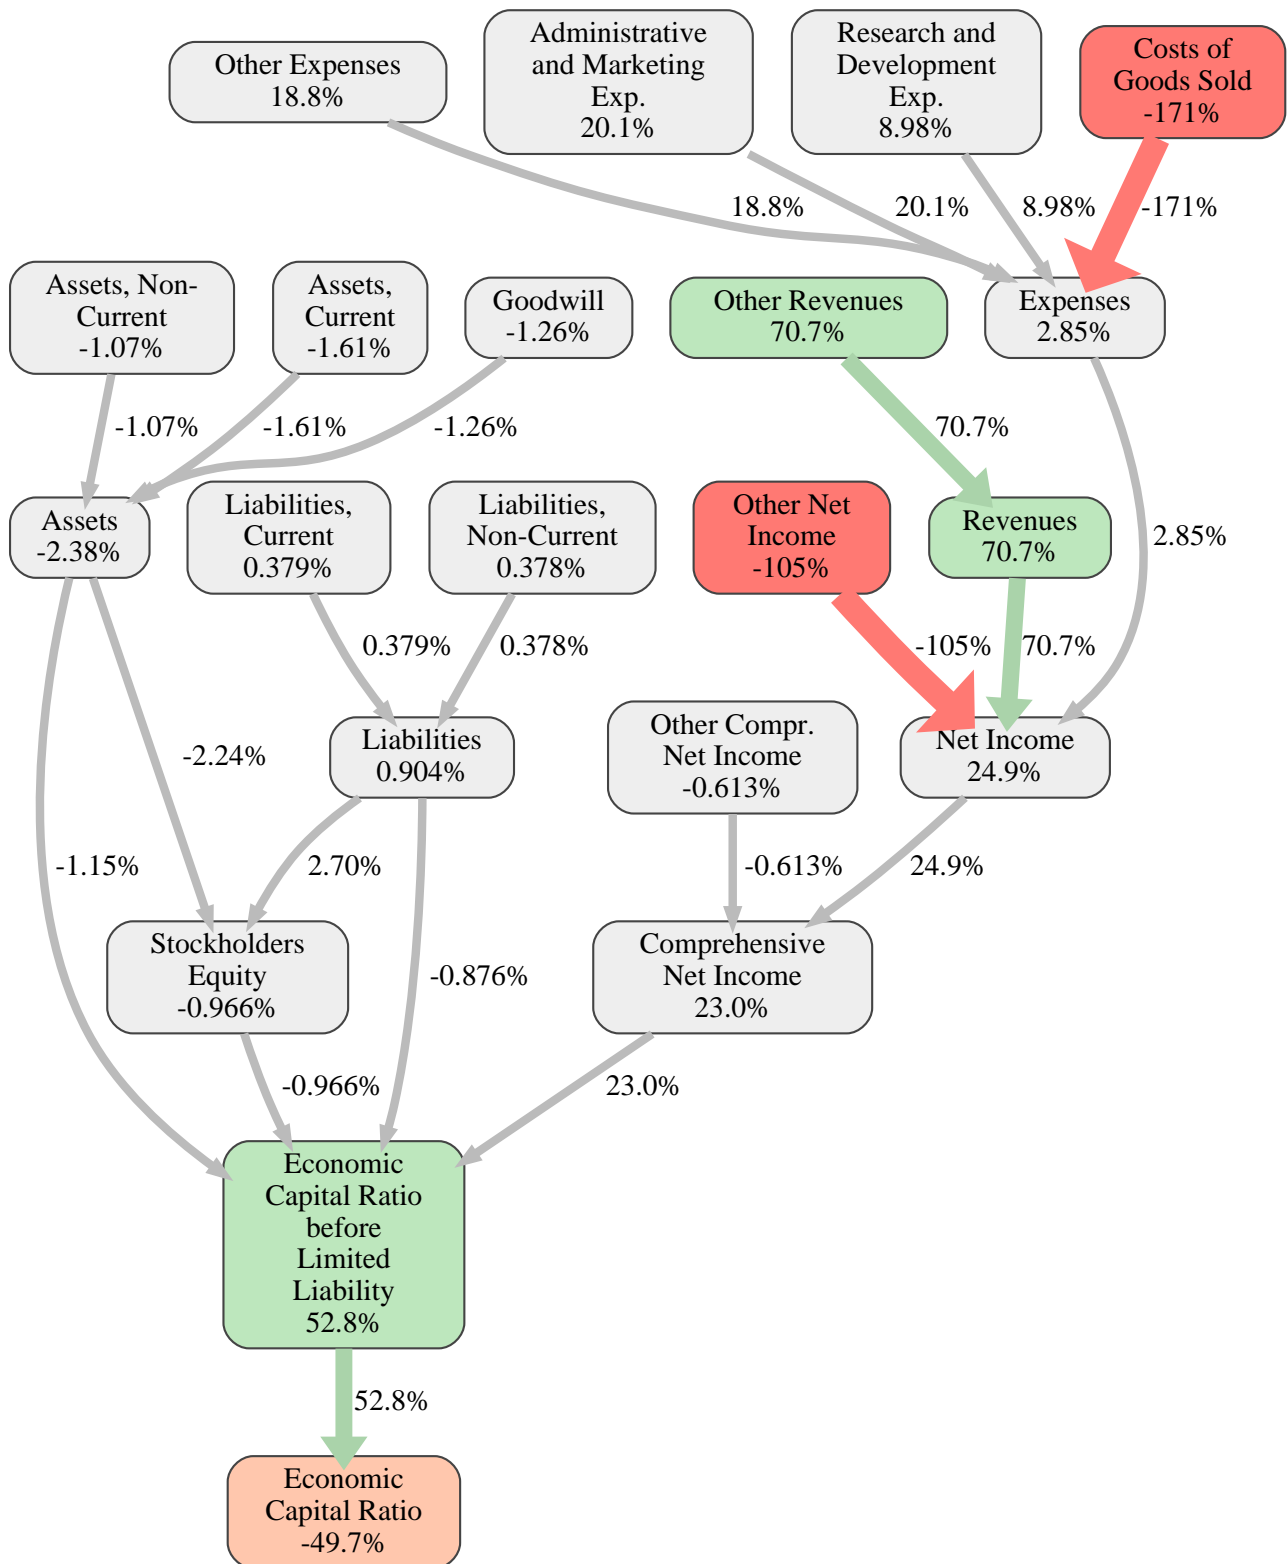 Other Expenses
18.8%
Administrative
and Marketing
Exp.
20.1%
Research and
Development
Exp.
8.98%
Costs of
Goods Sold
-171%
18.8%
20.1%
8.98%
-171%
Assets, Non-
Current
-1.07%
Assets,
Current
-1.61%
Goodwill
-1.26%
Other Revenues
70.7%
Expenses
2.85%
-1.07%
-1.61%
-1.26%
70.7%
Assets
-2.38%
Liabilities,
Current
0.379%
Liabilities,
Non-Current
0.378%
Other Net
Income
-105%
Revenues
70.7%
2.85%
0.379%
0.378%
-105%
70.7%
-2.24%
Liabilities
0.904%
Other Compr.
Net Income
-0.613%
Net Income
24.9%
-1.15%
2.70%
-0.876%
-0.613%
24.9%
Stockholders
Equity
-0.966%
Comprehensive
Net Income
23.0%
-0.966%
23.0%
Economic
Capital Ratio
before
Limited
Liability
52.8%
52.8%
Economic
Capital Ratio
-49.7%